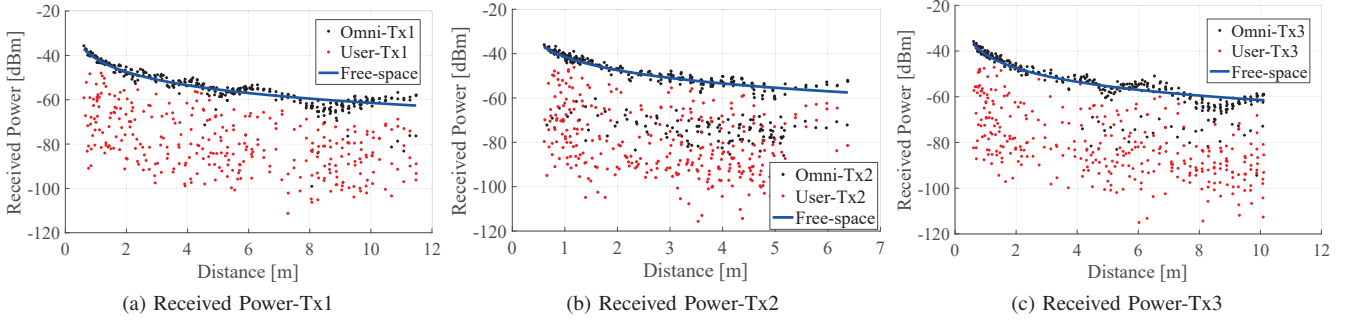 -20
-40
-60
-80
-100
-120
0
2
4
6
8
10
12
Received Power [dBm]
Distance [m]
Omni-Tx1
User-Tx1
Free-space
(a) Received Power-Tx1
-20
-40
-60
-80
-100
-120
0
1
2
3
4
5
6
7
Received Power [dBm]
Distance [m]
Omni-Tx2
User-Tx2
Free-space
(b) Received Power-Tx2
-20
-40
-60
-80
-100
-120
0
2
4
6
8
10
12
Received Power [dBm]
Distance [m]
Omni-Tx3
User-Tx3
Free-space
(c) Received Power-Tx3